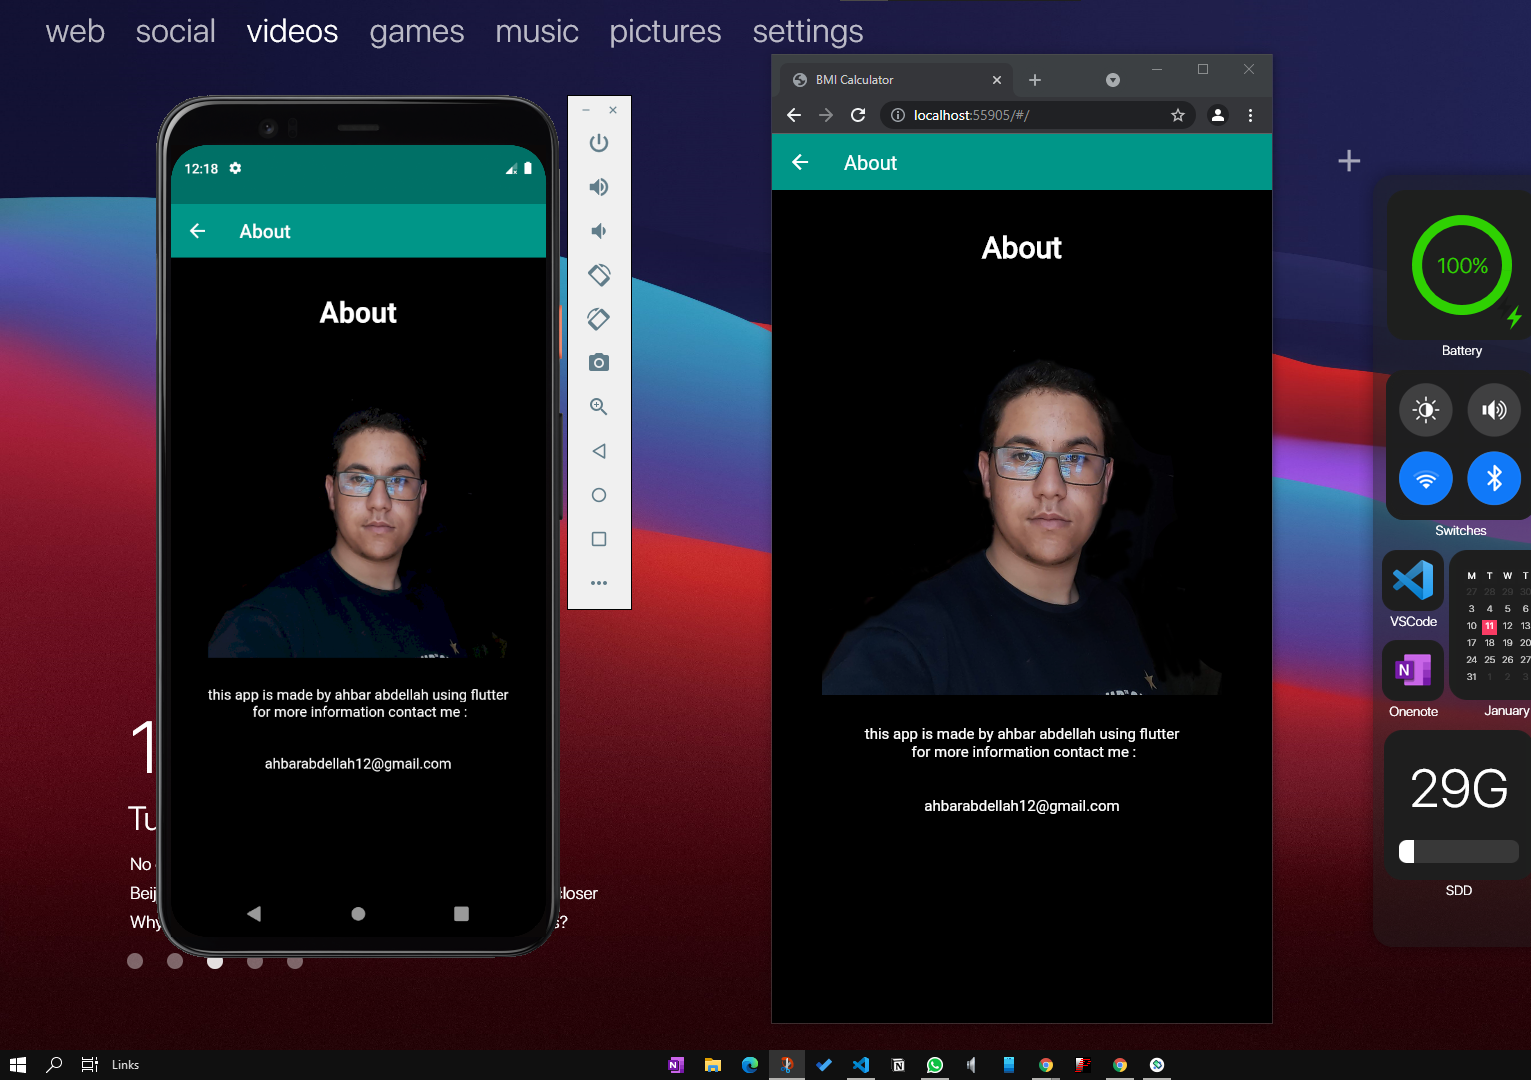 web social videos games music pictures settings
12:18
About
About
this app is made by ahbar abdellah using flutter
for more information contact me :
ahbarabdellah12@gmail.com
BMI Calculator
localhost:55905/#/
About
About
this app is made by ahbar abdellah using flutter
for more information contact me :
ahbarabdellah12@gmail.com
100%
Battery
Switches
VSCode
N
Onenote
M T W T
27 28 29 30
3 4 5 6
10 11 12 13
17 18 19 20
24 25 26 27
31 1 2 3
January
29G
SDD
1
Tu
No
Beij
closer
Why
s?
Links